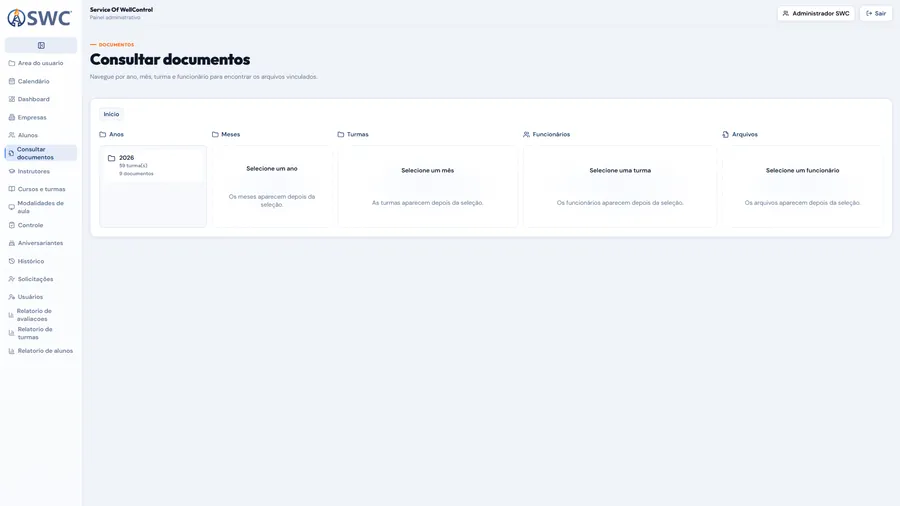 SWC
Service Of WellControl
Painel administrativo
Administrador SWC
Sair
Area do usuario
Calendário
Dashboard
Empresas
Alunos
Consultar
documentos
Instrutores
Cursos e turmas
Modalidades de
aula
Controle
Aniversariantes
Histórico
Solicitações
Usuários
Relatorio de
avaliacoes
Relatorio de
turmas
Relatorio de alunos
DOCUMENTOS
Consultar documentos
Navegue por ano, mês, turma e funcionário para encontrar os arquivos vinculados.
Início
Anos
Meses
Turmas
Funcionários
Arquivos
2026
59 turma(s)
9 documentos
Selecione um ano
Os meses aparecem depois da
seleção.
Selecione um mês
As turmas aparecem depois da seleção.
Selecione uma turma
Os funcionários aparecem depois da seleção.
Selecione um funcionário
Os arquivos aparecem depois da seleção.